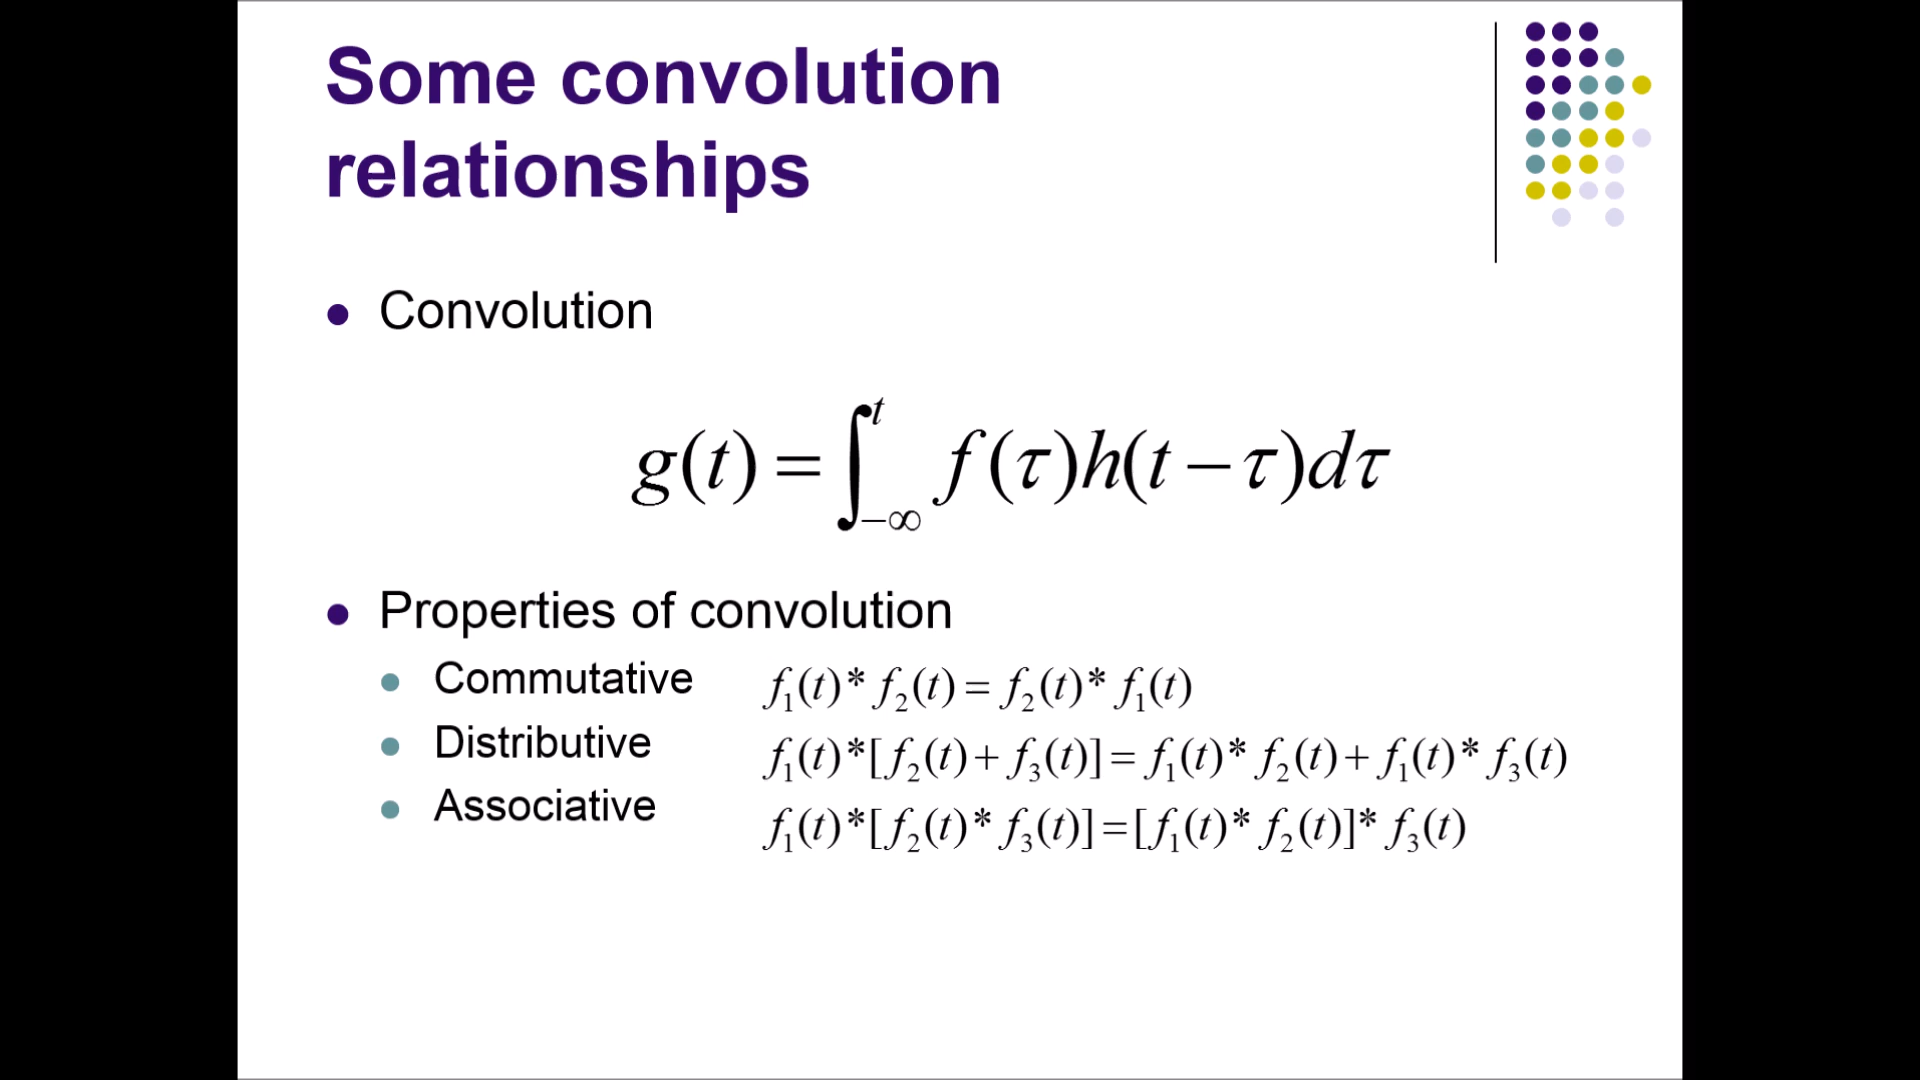 Some convolution
relationships
Convolution
g(t) = ∫_{-∞}^{t} f(τ)h(t − τ)dτ
Properties of convolution
Commutative f₁(t)* f₂(t) = f₂(t)* f₁(t)
Distributive f₁(t)*[f₂(t) + f₃(t)] = f₁(t)* f₂(t) + f₁(t)* f₃(t)
Associative f₁(t)*[f₂(t)* f₃(t)] = [f₁(t)* f₂(t)]* f₃(t)